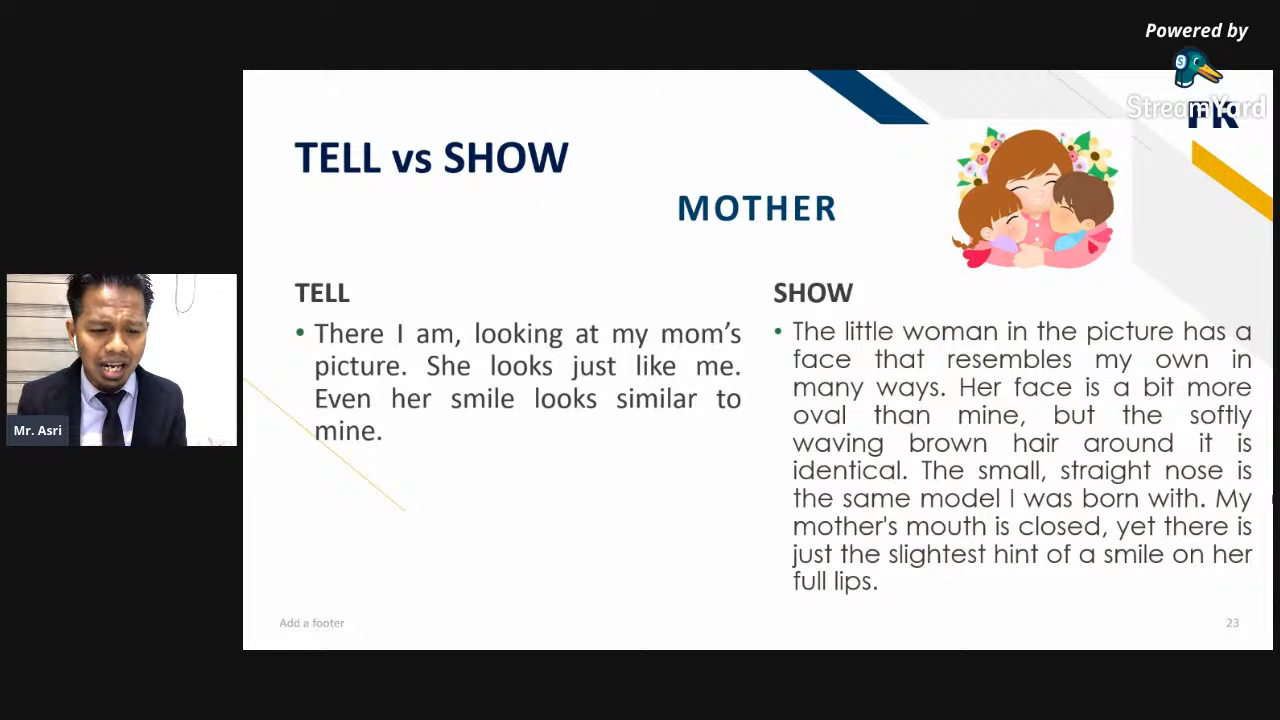 Powered by
StreamYard
PK
TELL vs SHOW
MOTHER
Mr. Asri
TELL
• There I am, looking at my mom’s
picture. She looks just like me.
Even her smile looks similar to
mine.
SHOW
• The little woman in the picture has a
face that resembles my own in
many ways. Her face is a bit more
oval than mine, but the softly
waving brown hair around it is
identical. The small, straight nose is
the same model I was born with. My
mother's mouth is closed, yet there is
just the slightest hint of a smile on her
full lips.
Add a footer
23